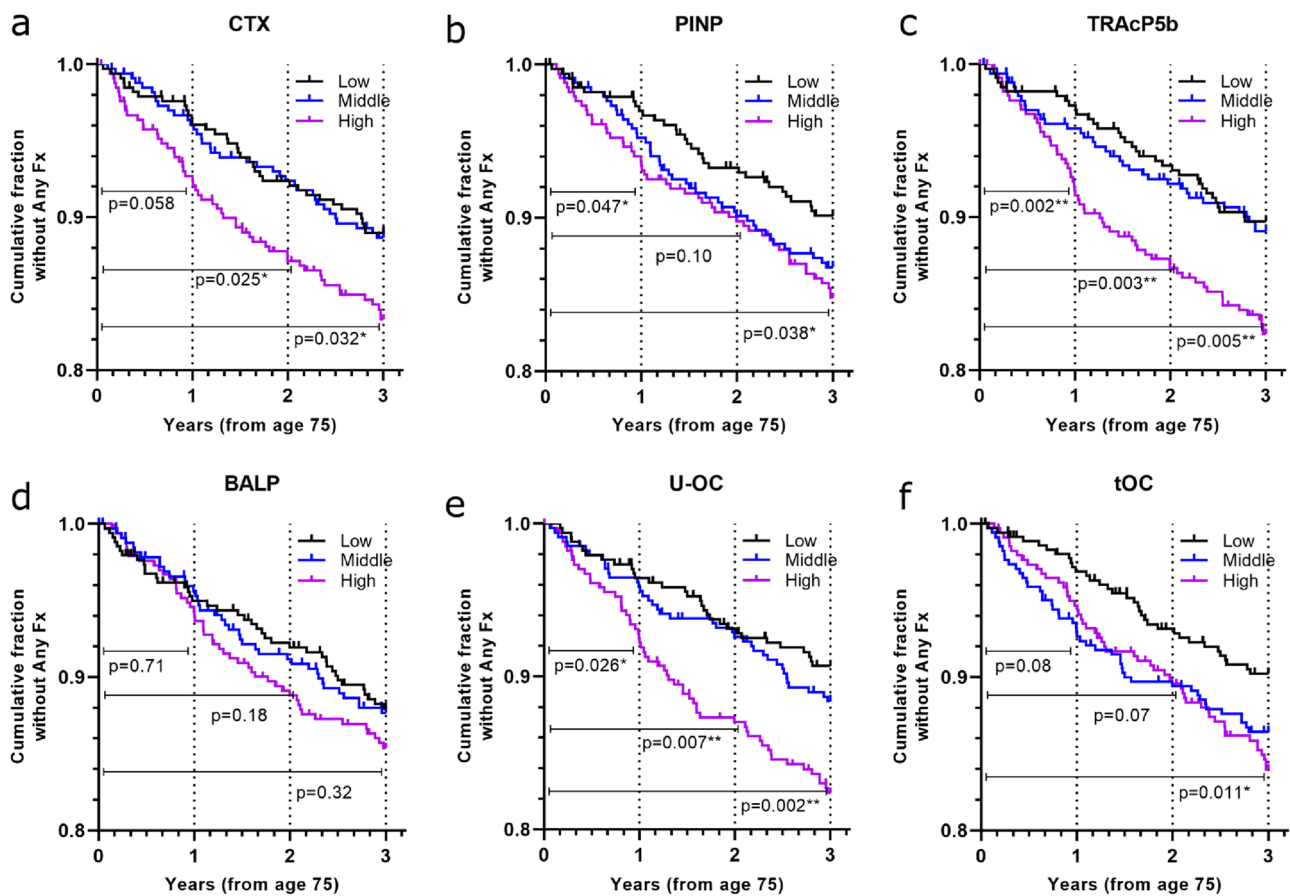 a
CTX
Cumulative fraction
without Any Fx
1.0
0.9
0.8
Low
Middle
High
p=0.058
p=0.025*
p=0.032*
0
1
2
3
Years (from age 75)
b
PINP
Cumulative fraction
without Any Fx
1.0
0.9
0.8
Low
Middle
High
p=0.047*
p=0.10
p=0.038*
0
1
2
3
Years (from age 75)
c
TRAcP5b
Cumulative fraction
without Any Fx
1.0
0.9
0.8
Low
Middle
High
p=0.002**
p=0.003**
p=0.005**
0
1
2
3
Years (from age 75)
d
BALP
Cumulative fraction
without Any Fx
1.0
0.9
0.8
Low
Middle
High
p=0.71
p=0.18
p=0.32
0
1
2
3
Years (from age 75)
e
U-OC
Cumulative fraction
without Any Fx
1.0
0.9
0.8
Low
Middle
High
p=0.026*
p=0.007**
p=0.002**
0
1
2
3
Years (from age 75)
f
tOC
Cumulative fraction
without Any Fx
1.0
0.9
0.8
Low
Middle
High
p=0.08
p=0.07
p=0.011*
0
1
2
3
Years (from age 75)